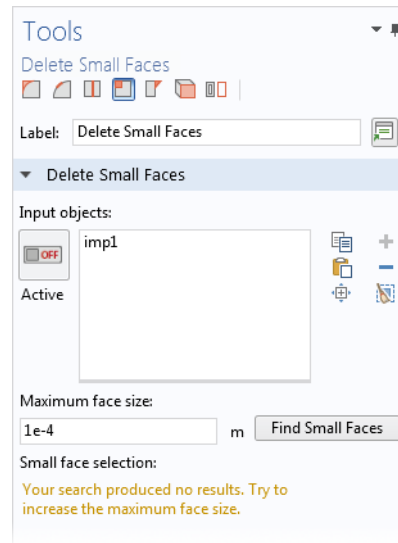 Tools
Delete Small Faces
Label: Delete Small Faces
Delete Small Faces
Input objects:
imp1
OFF
Active
Maximum face size:
1e-4 m Find Small Faces
Small face selection:
Your search produced no results. Try to
increase the maximum face size.